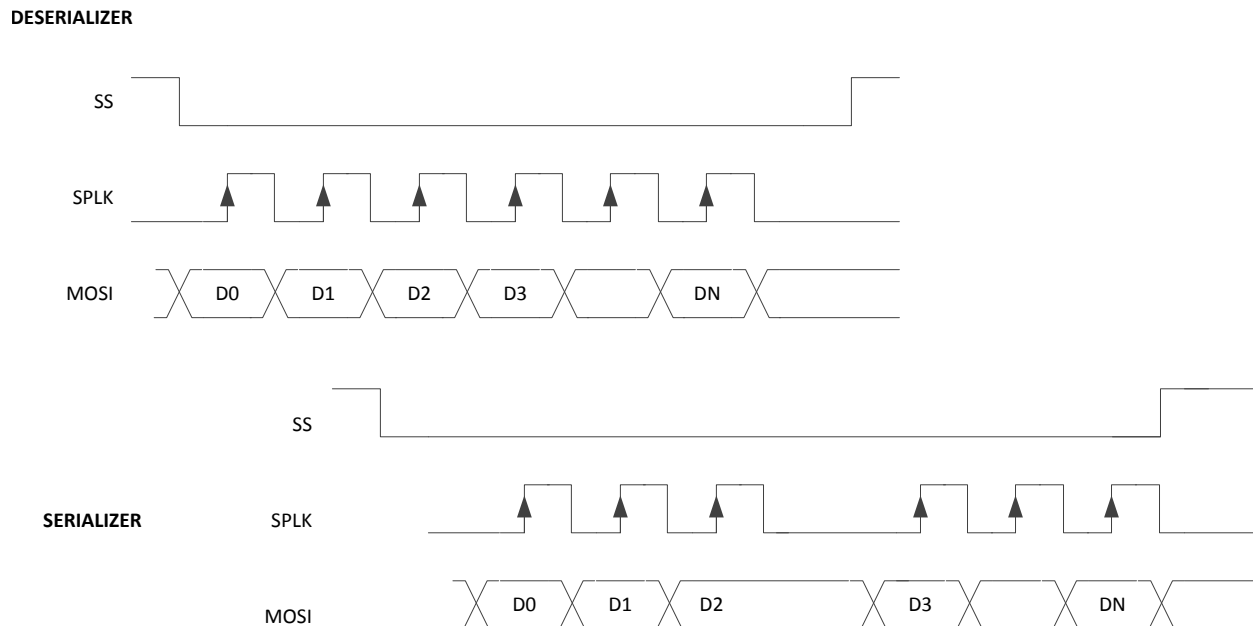 DESERIALIZER
SS
SPLK
MOSI D0 D1 D2 D3 DN
SS
SERIALIZER SPLK
MOSI D0 D1 D2 D3 DN